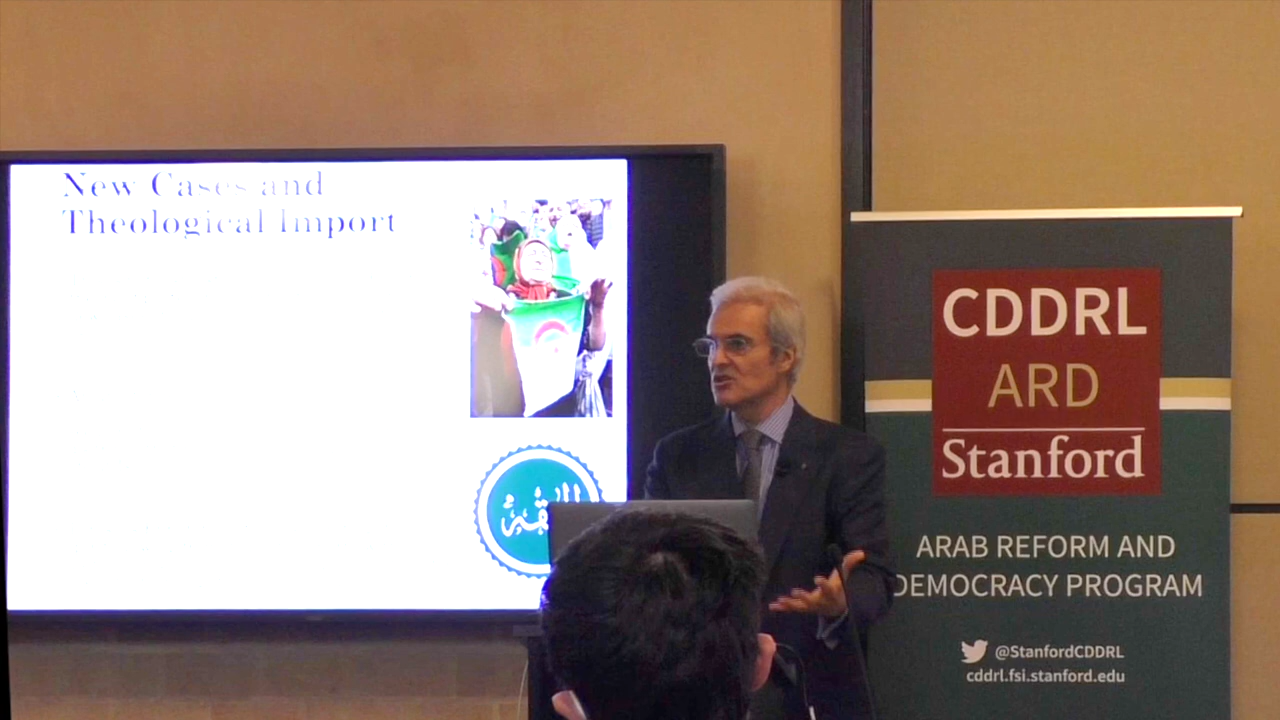 New Cases and
Theological Import
CDDRL
ARD
Stanford
ARAB REFORM AND
DEMOCRACY PROGRAM
@StanfordCDDRL
cddrl.fsi.stanford.edu